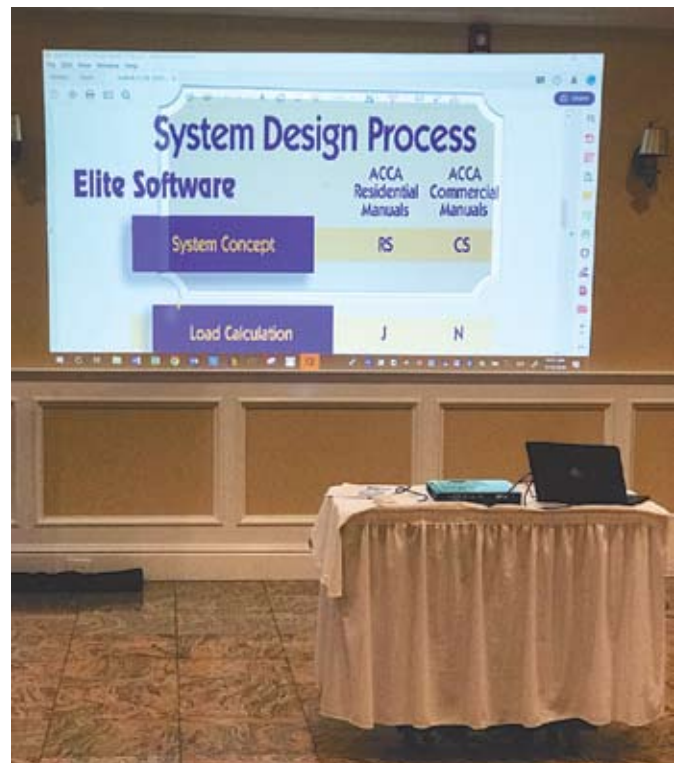 System Design Process
Elite Software
ACCA Residential Manuals
ACCA Commercial Manuals
System Concept RS CS
Load Calculation J N